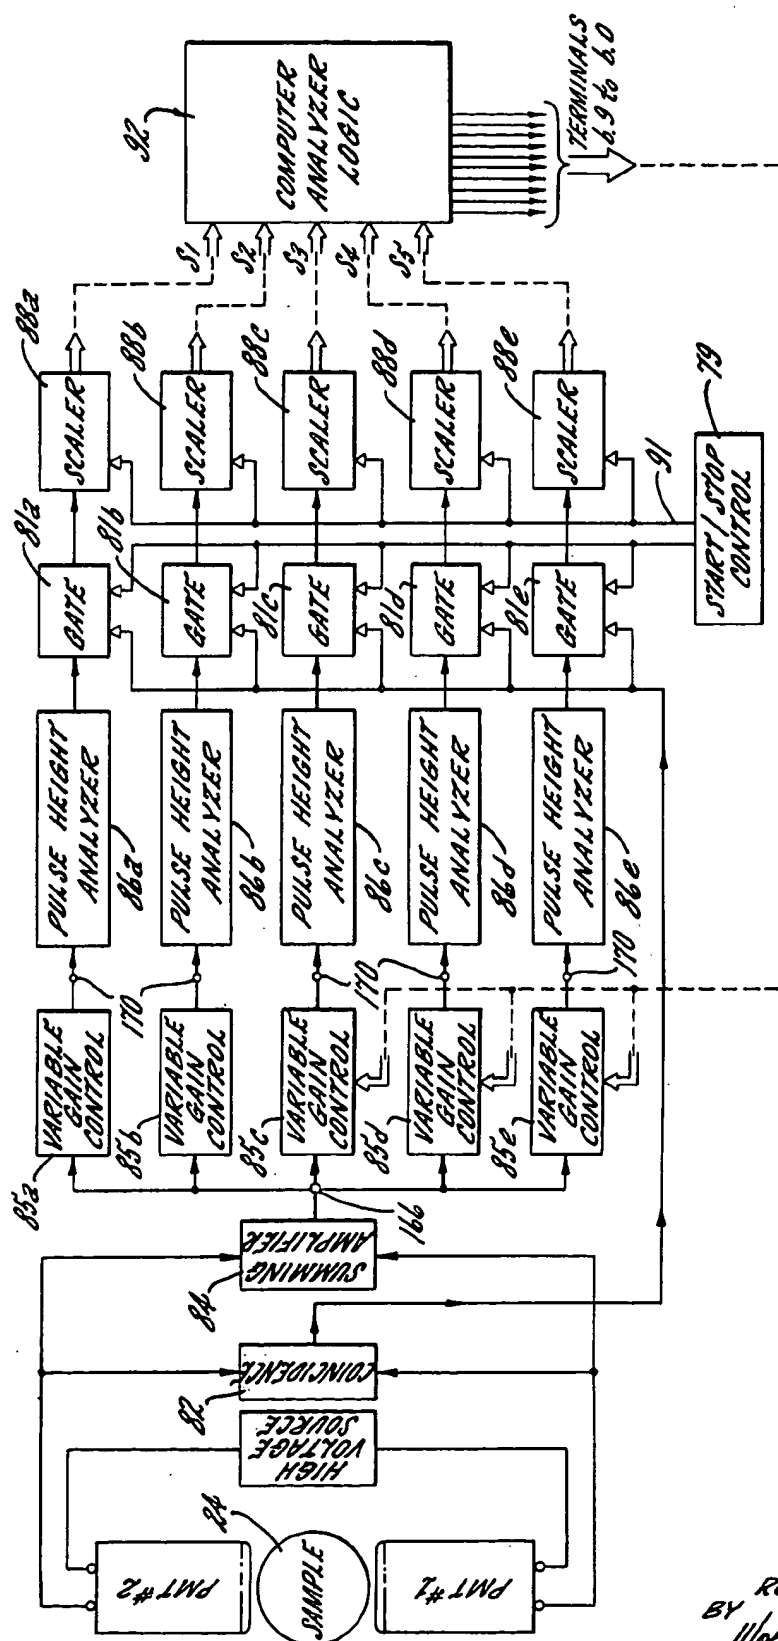 PMT #2
SAMPLE
24
PMT #1
HIGH
VOLTAGE
SOURCE
82
COINCIDENCE
84
SUMMING
AMPLIFIER
166
85a
VARIABLE
GAIN
CONTROL
85b
VARIABLE
GAIN
CONTROL
85c
VARIABLE
GAIN
CONTROL
85d
VARIABLE
GAIN
CONTROL
85e
VARIABLE
GAIN
CONTROL
170
170
170
170
PULSE HEIGHT
ANALYZER
86a
PULSE HEIGHT
ANALYZER
86b
PULSE HEIGHT
ANALYZER
86c
PULSE HEIGHT
ANALYZER
86d
PULSE HEIGHT
ANALYZER
86e
81a
GATE
81b
GATE
81c
GATE
81d
GATE
81e
GATE
88a
SCALER
88b
SCALER
88c
SCALER
88d
SCALER
88e
SCALER
91
79
START/STOP
CONTROL
S1
S2
S3
S4
S5
92
COMPUTER
ANALYZER
LOGIC
TERMINALS
6.9 to 6.0
BY